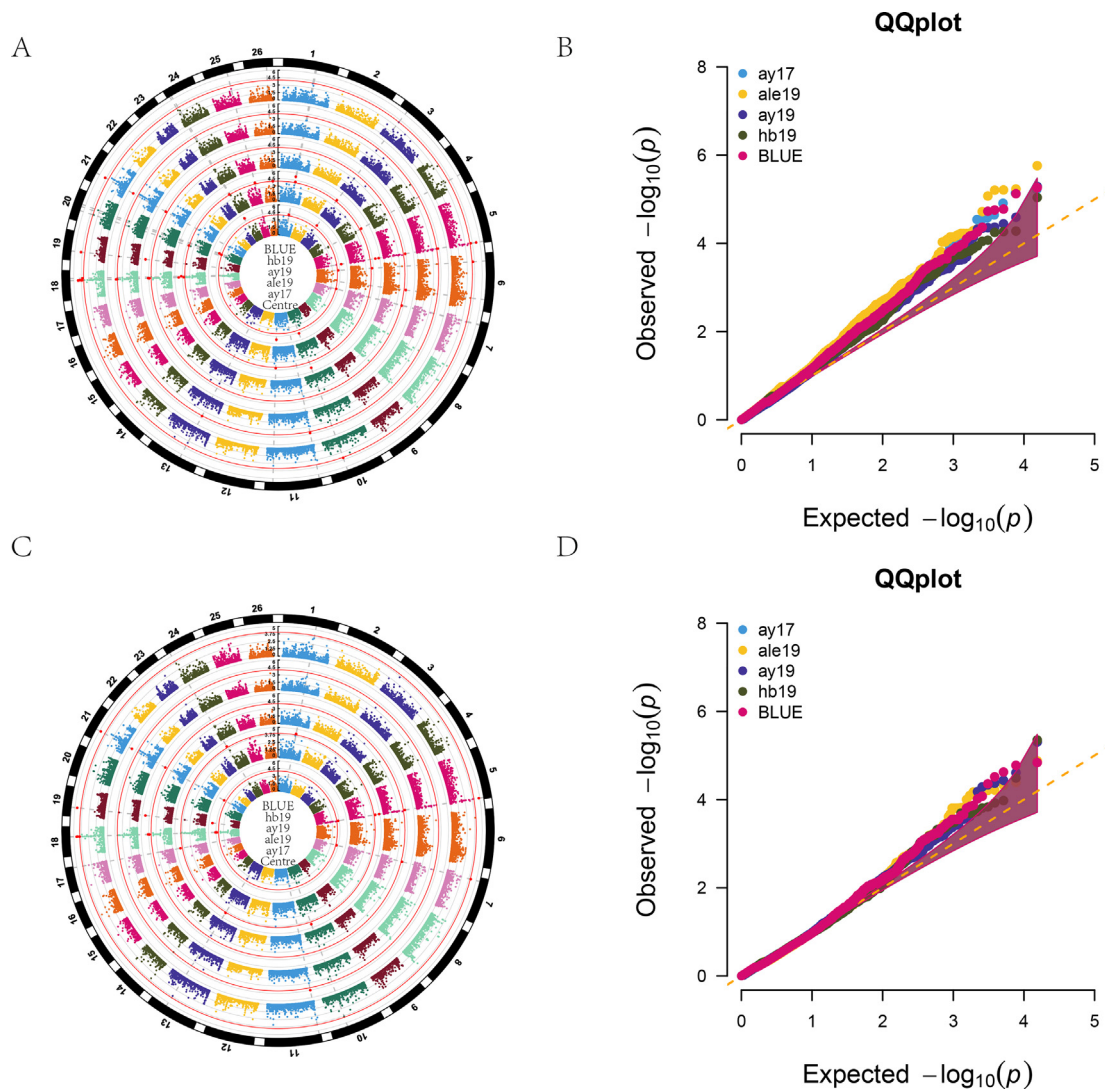 A
1
2
3
4
5
6
7
8
9
10
11
12
13
14
15
16
17
18
19
20
21
22
23
24
25
26
BLUE
hb19
ay19
ale19
ay17
Centre
B
QQplot
ay17
ale19
ay19
hb19
BLUE
Observed −log₁₀(p)
8
6
4
2
0
0 1 2 3 4 5
Expected −log₁₀(p)
C
1
2
3
4
5
6
7
8
9
10
11
12
13
14
15
16
17
18
19
20
21
22
23
24
25
26
BLUE
hb19
ay19
ale19
ay17
Centre
D
QQplot
ay17
ale19
ay19
hb19
BLUE
Observed −log₁₀(p)
8
6
4
2
0
0 1 2 3 4 5
Expected −log₁₀(p)